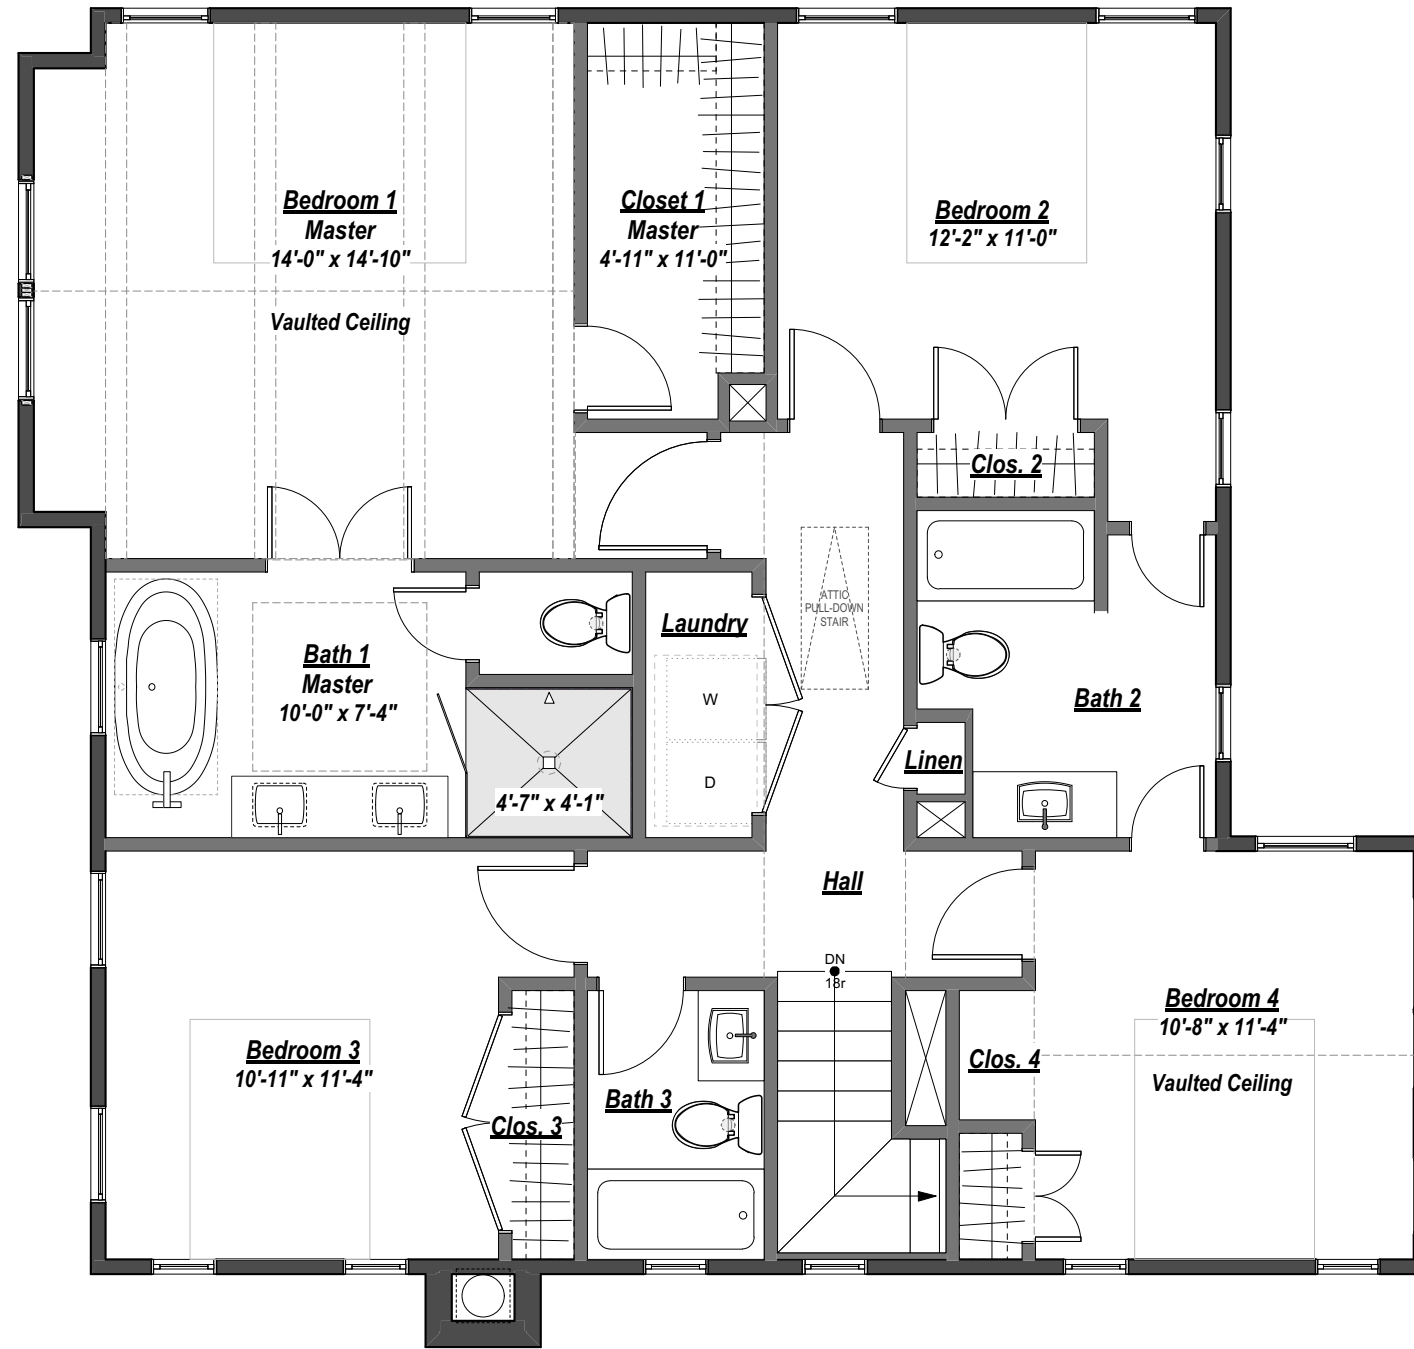 Bedroom 1
Master
14'-0" x 14'-10"
Vaulted Ceiling
Closet 1
Master
4'-11" x 11'-0"
Bedroom 2
12'-2" x 11'-0"
Clos. 2
ATTIC
PULL-DOWN
STAIR
Laundry
W
D
Bath 1
Master
10'-0" x 7'-4"
4'-7" x 4'-1"
Bath 2
Linen
Hall
DN
18r
Bedroom 3
10'-11" x 11'-4"
Clos. 3
Bath 3
Clos. 4
Bedroom 4
10'-8" x 11'-4"
Vaulted Ceiling